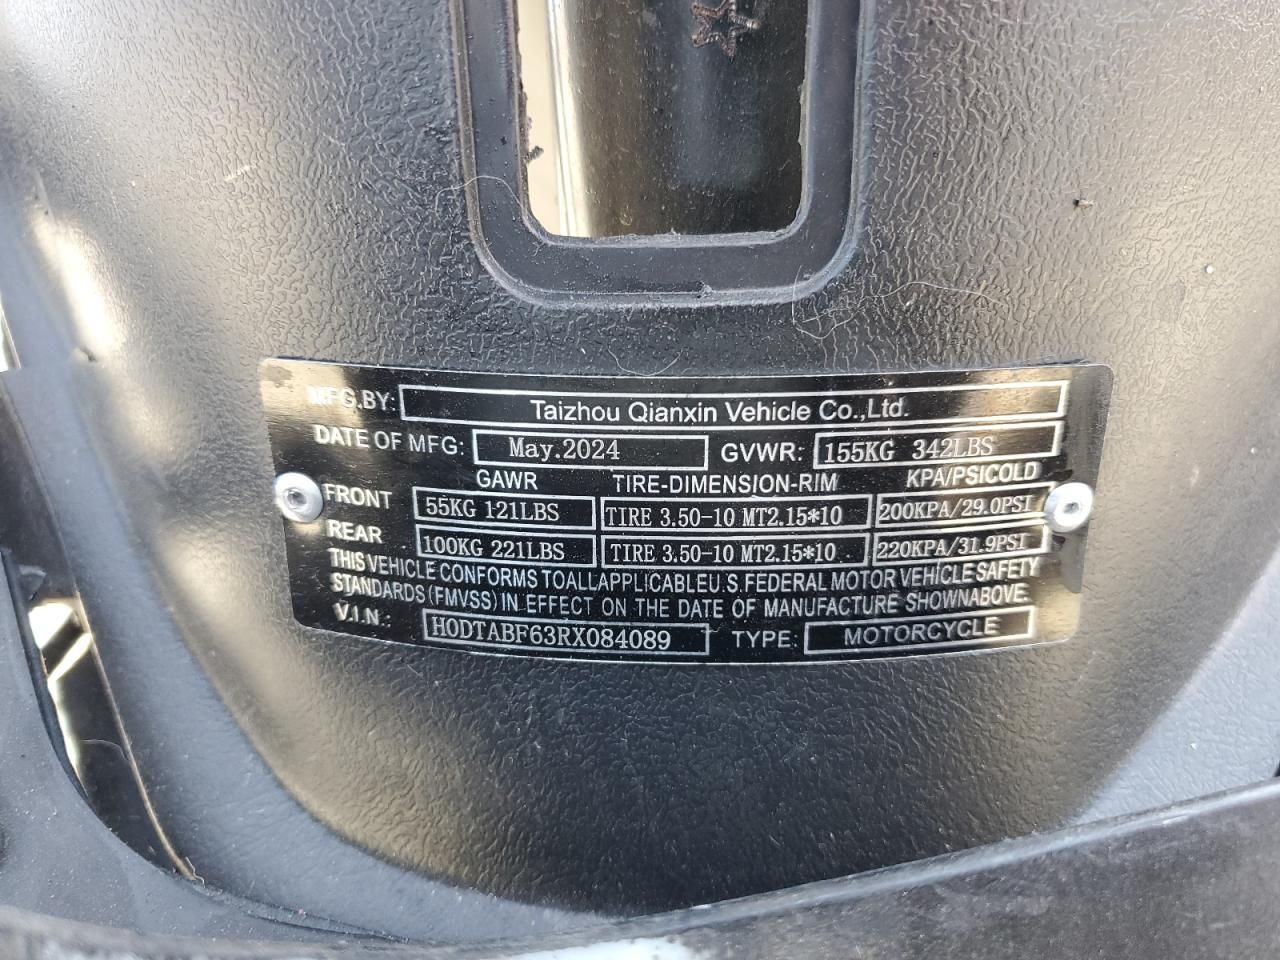 MFG.BY: Taizhou Qianxin Vehicle Co.,Ltd.
DATE OF MFG: May.2024 GVWR: 155KG 342LBS
GAWR TIRE-DIMENSION-RIM KPA/PSICOLD
FRONT 55KG 121LBS TIRE 3.50-10 MT2.15*10 200KPA/29.0PSI
REAR 100KG 221LBS TIRE 3.50-10 MT2.15*10 220KPA/31.9PSI
THIS VEHICLE CONFORMS TOALLAPPLICABLEU.S.FEDERAL MOTOR VEHICLE SAFETY
STANDARDS(FMVSS)IN EFFECT ON THE DATE OF MANUFACTURE SHOWNABOVE.
V.I.N.: H0DTABF63RX084089 TYPE: MOTORCYCLE